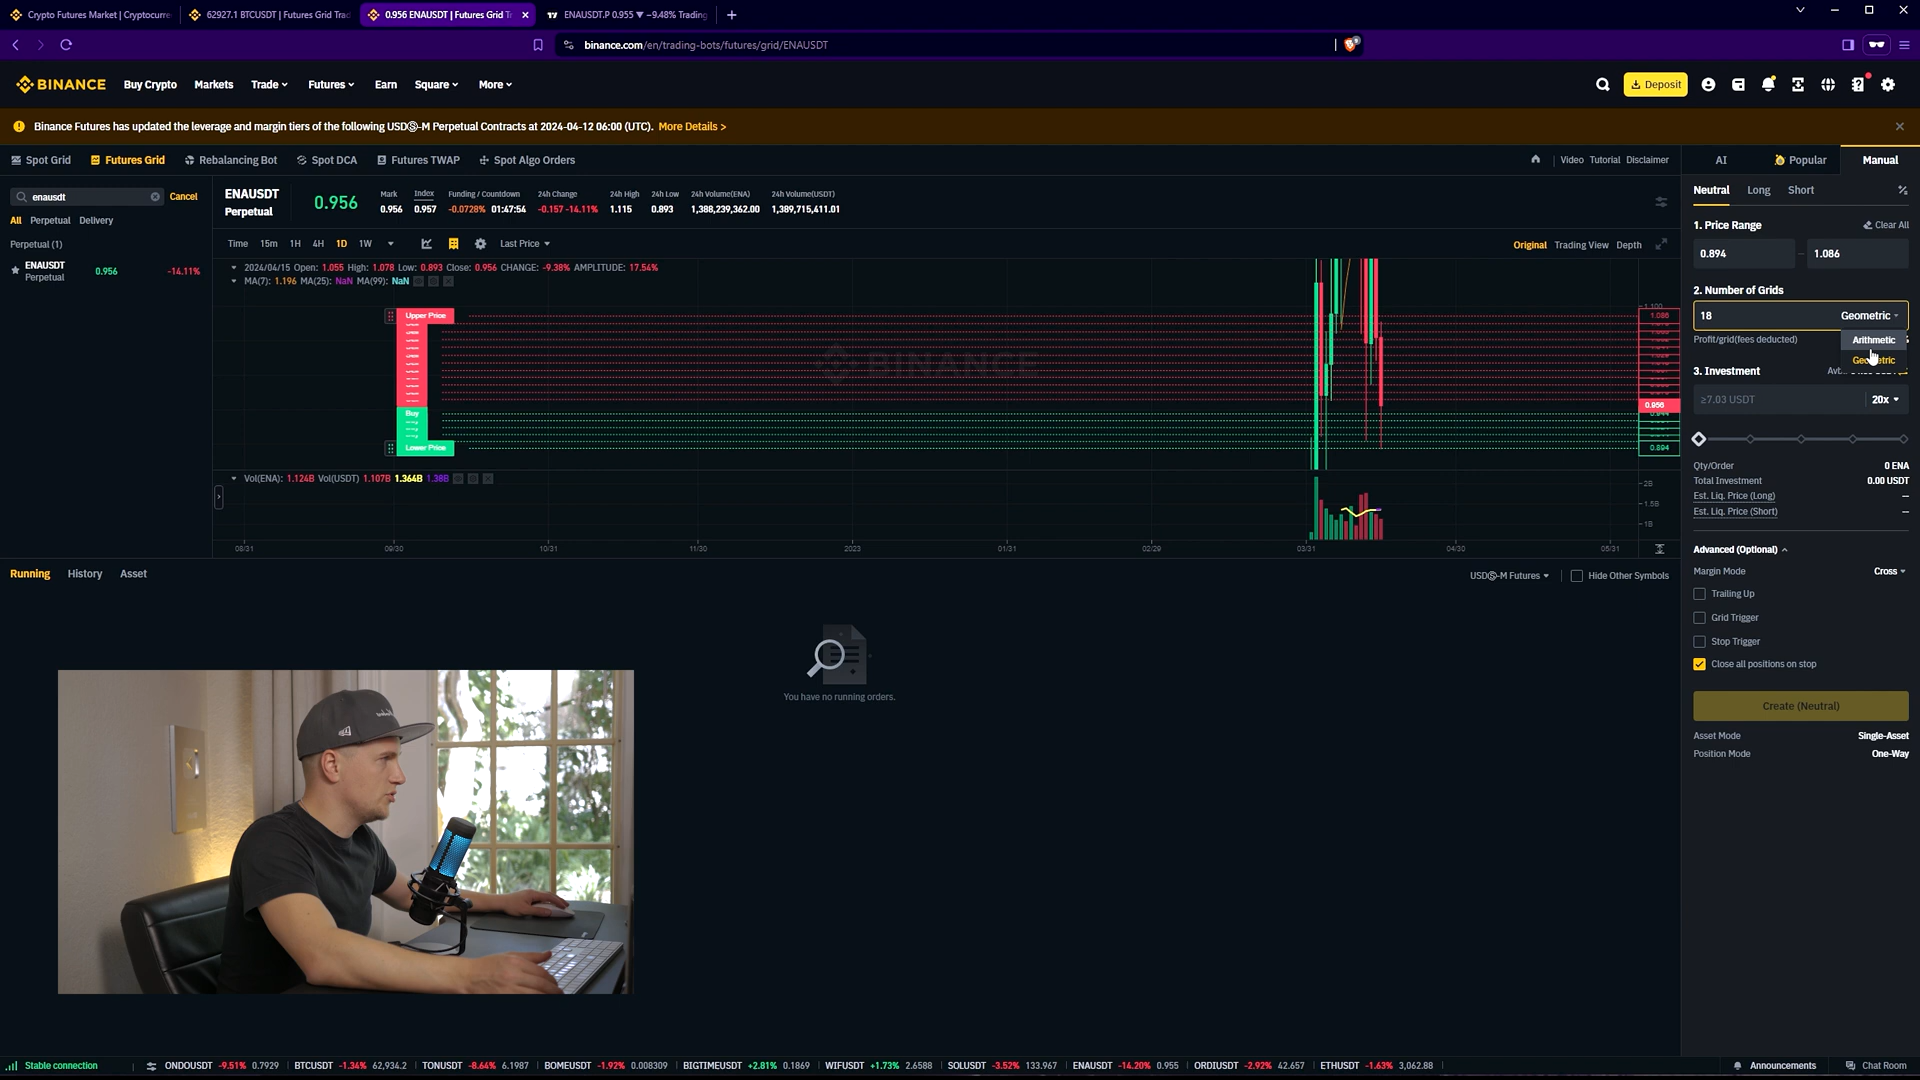 Crypto Futures Market | Cryptocurre
62927.1 BTCUSDT | Futures Grid Trad
0.956 ENAUSDT | Futures Grid T
ENAUSDT.P 0.955 ▼ −9.48% Trading
binance.com/en/trading-bots/futures/grid/ENAUSDT
BINANCE
Buy Crypto
Markets
Trade
Futures
Earn
Square
More
Deposit
Binance Futures has updated the leverage and margin tiers of the following USDⓈ-M Perpetual Contracts at 2024-04-12 06:00 (UTC). More Details >
Spot Grid
Futures Grid
Rebalancing Bot
Spot DCA
Futures TWAP
Spot Algo Orders
Video
Tutorial
Disclaimer
AI
Popular
Manual
enausdt
Cancel
All
Perpetual
Delivery
Perpetual (1)
ENAUSDT
Perpetual
0.956
-14.11%
ENAUSDT
Perpetual
0.956
Mark
0.956
Index
0.957
Funding / Countdown
-0.0728% 01:47:54
24h Change
-0.157 -14.11%
24h High
1.115
24h Low
0.893
24h Volume(ENA)
1,388,239,362.00
24h Volume(USDT)
1,389,715,411.01
Time
15m
1H
4H
1D
1W
Last Price
Original
Trading View
Depth
2024/04/15 Open: 1.055 High: 1.078 Low: 0.893 Close: 0.956 CHANGE: -9.38% AMPLITUDE: 17.54%
MA(7): 1.196 MA(25): NaN MA(99): NaN
Upper Price
Buy
Lower Price
BINANCE
1.100
1.086
0.956
0.894
Vol(ENA): 1.124B Vol(USDT) 1.107B 1.364B 1.38B
2B
1.5B
1B
08/31
09/30
10/31
11/30
2023
01/31
02/29
03/31
04/30
05/31
Neutral
Long
Short
1. Price Range
Clear All
0.894
1.086
2. Number of Grids
18
Geometric
Profit/grid(fees deducted)
Arithmetic
Geometric
3. Investment
≥7.03 USDT
20x
Qty/Order
0 ENA
Total Investment
0.00 USDT
Est. Liq. Price (Long)
--
Est. Liq. Price (Short)
--
Advanced (Optional)
Margin Mode
Cross
Trailing Up
Grid Trigger
Stop Trigger
Close all positions on stop
Create (Neutral)
Asset Mode
Single-Asset
Position Mode
One-Way
Running
History
Asset
USDⓈ-M Futures
Hide Other Symbols
You have no running orders.
Stable connection
ONDOUSDT -9.51% 0.7929
BTCUSDT -1.34% 62,934.2
TONUSDT -8.64% 6.1987
BOMEUSDT -1.92% 0.008309
BIGTIMEUSDT +2.81% 0.1869
WIFUSDT +1.73% 2.6588
SOLUSDT -3.52% 133.967
ENAUSDT -14.20% 0.955
ORDIUSDT -2.92% 42.657
ETHUSDT -1.63% 3,062.88
Announcements
Chat Room